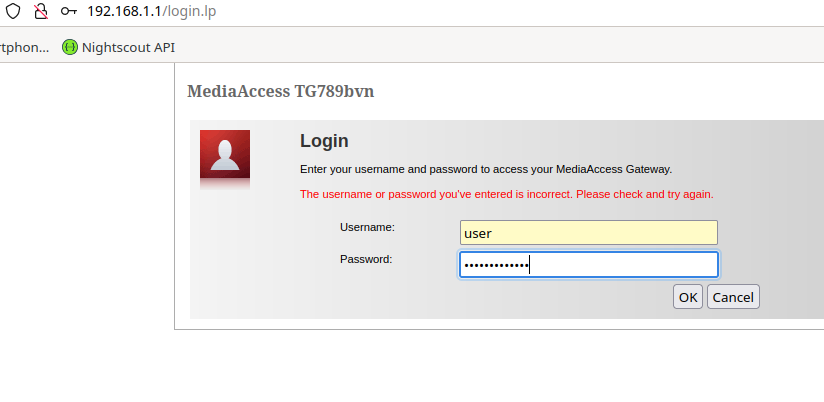 192.168.1.1/login.lp
rtphon... Nightscout API
MediaAccess TG789bvn
Login
Enter your username and password to access your MediaAccess Gateway.
The username or password you've entered is incorrect. Please check and try again.
Username: user
Password: •••••••••••••
OK Cancel